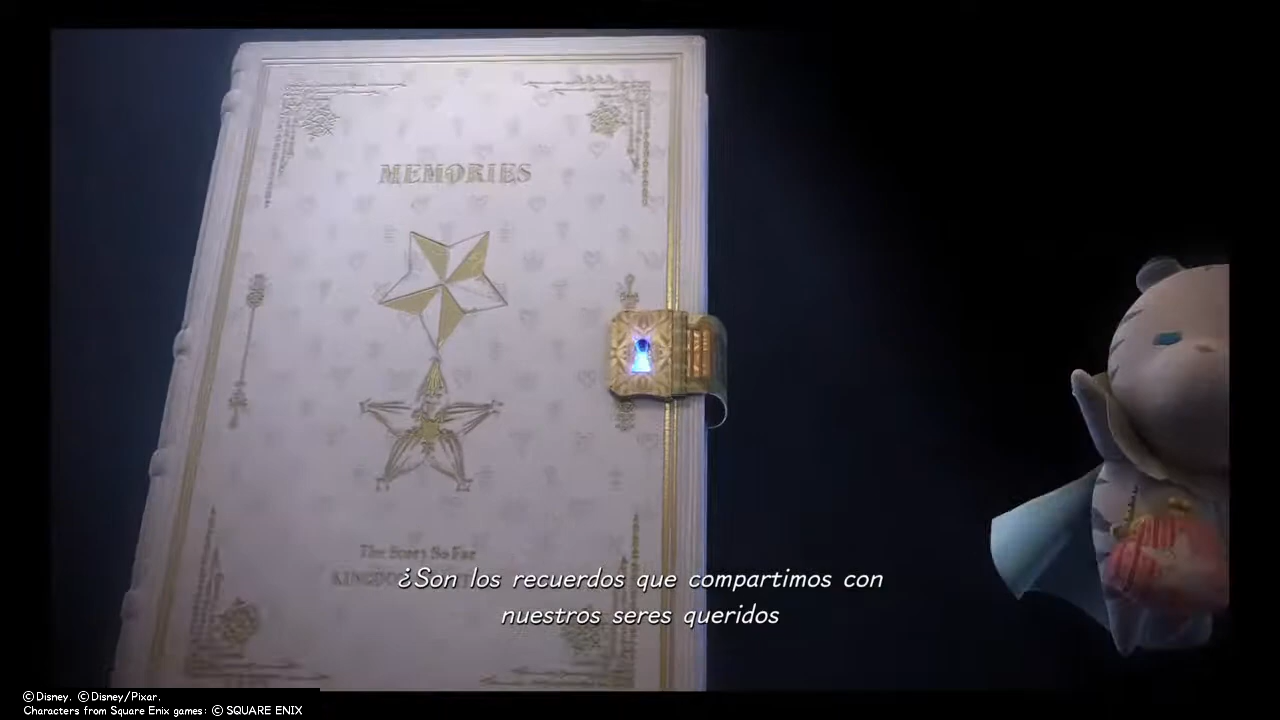 MEMORIES
The Story So Far
¿Son los recuerdos que compartimos con
nuestros seres queridos
©Disney. ©Disney/Pixar.
Characters from Square Enix games: © SQUARE ENIX